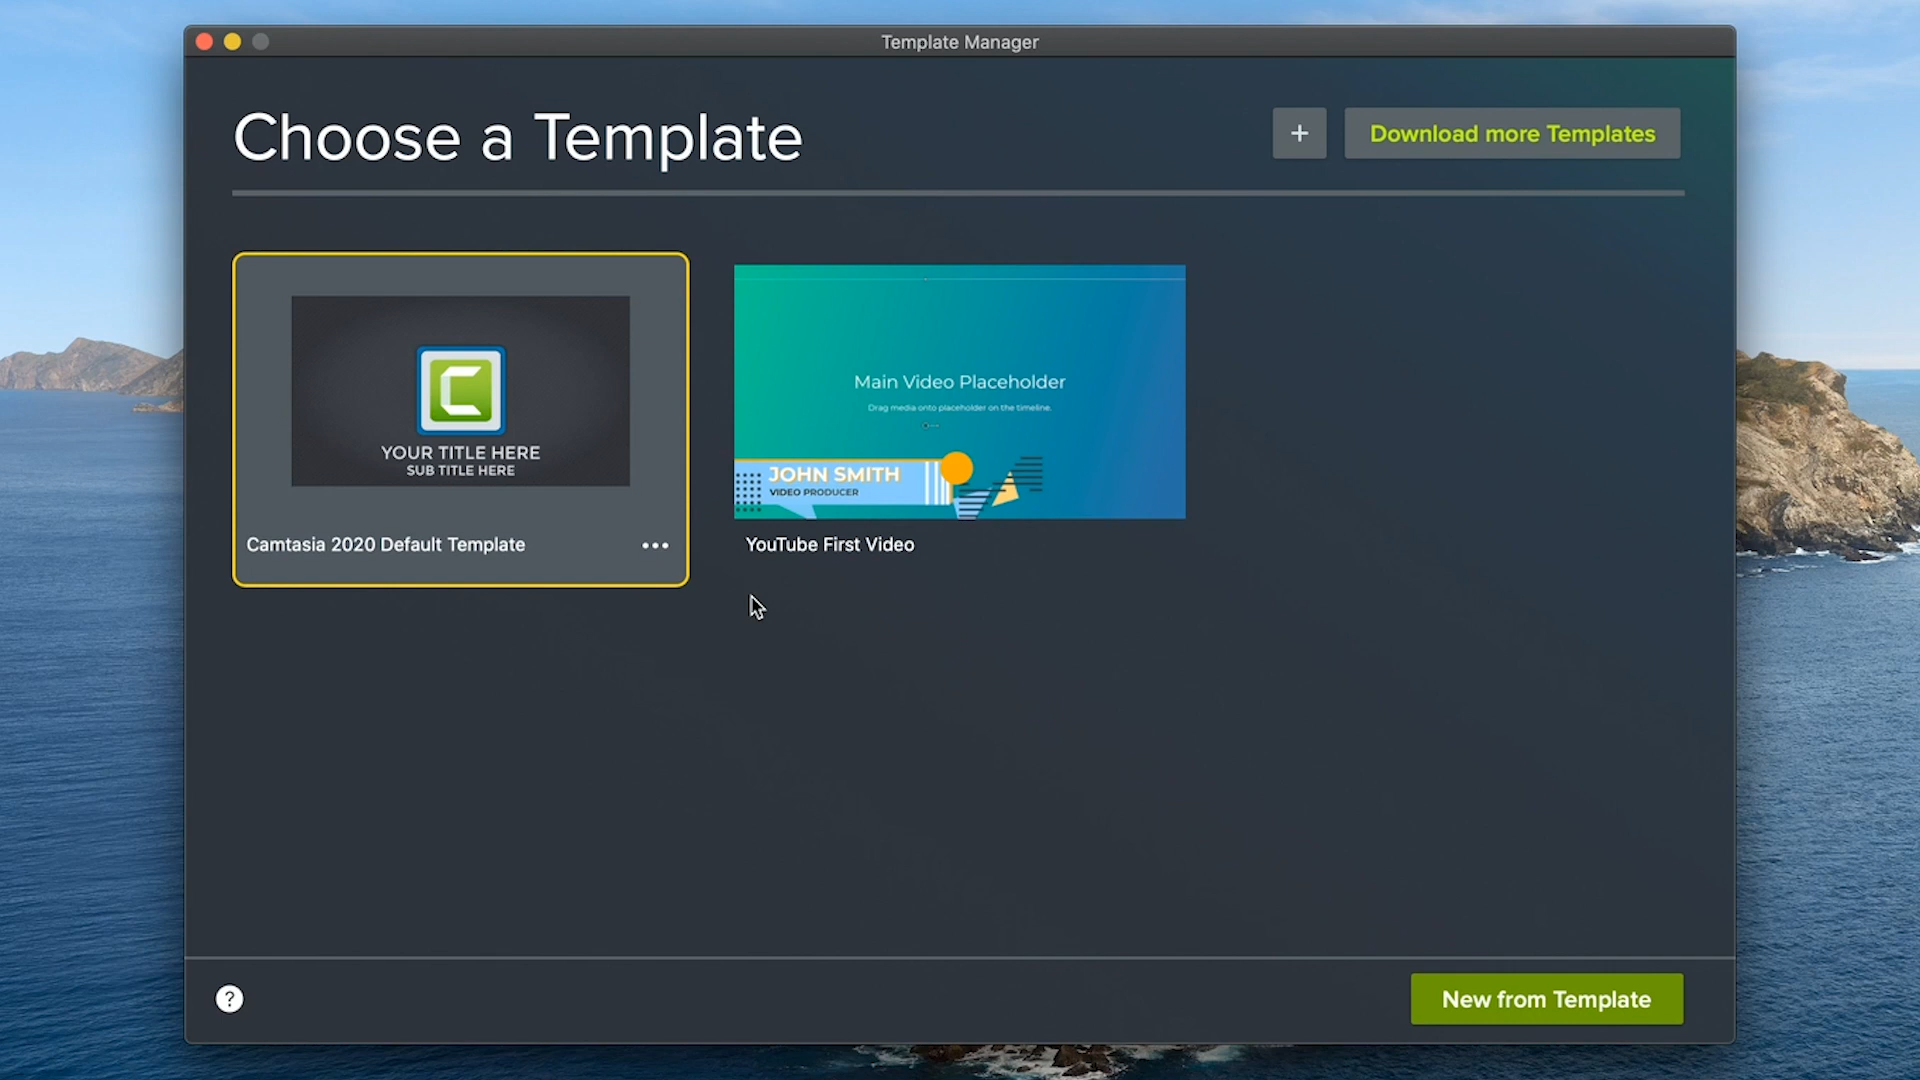 Template Manager
Choose a Template
+
Download more Templates
YOUR TITLE HERE
SUB TITLE HERE
Camtasia 2020 Default Template
•••
Main Video Placeholder
Drag media onto placeholder on the timeline.
JOHN SMITH
VIDEO PRODUCER
YouTube First Video
?
New from Template